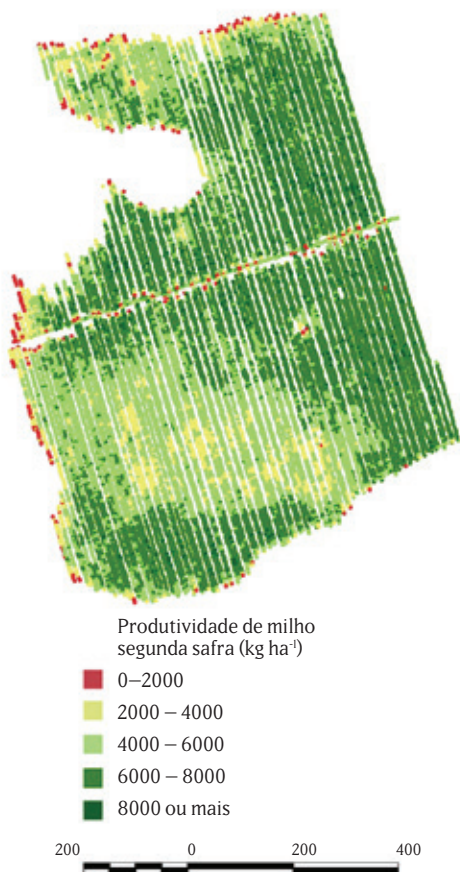 Produtividade de milho
segunda safra (kg ha⁻¹)
0–2000
2000 – 4000
4000 – 6000
6000 – 8000
8000 ou mais
200 0 200 400